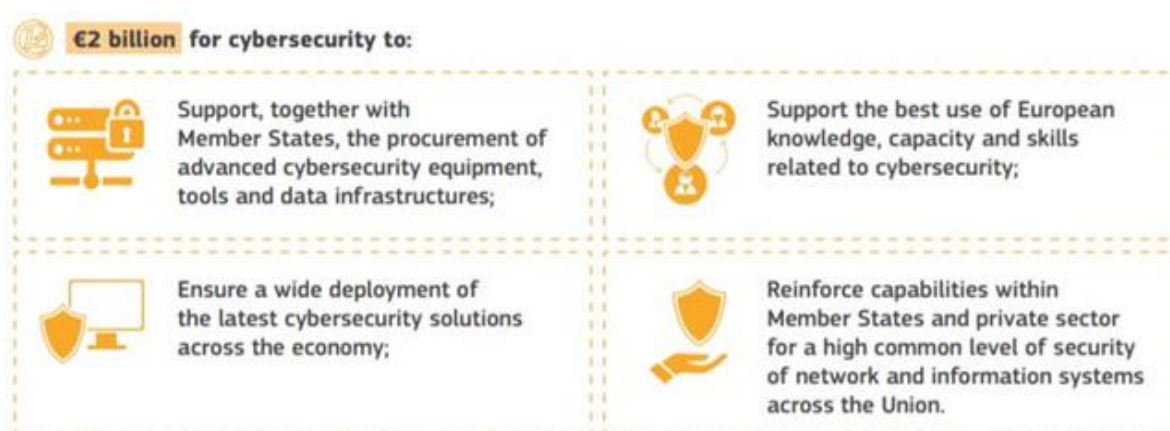 €2 billion for cybersecurity to:
Support, together with
Member States, the procurement of
advanced cybersecurity equipment,
tools and data infrastructures;
Support the best use of European
knowledge, capacity and skills
related to cybersecurity;
Ensure a wide deployment of
the latest cybersecurity solutions
across the economy;
Reinforce capabilities within
Member States and private sector
for a high common level of security
of network and information systems
across the Union.